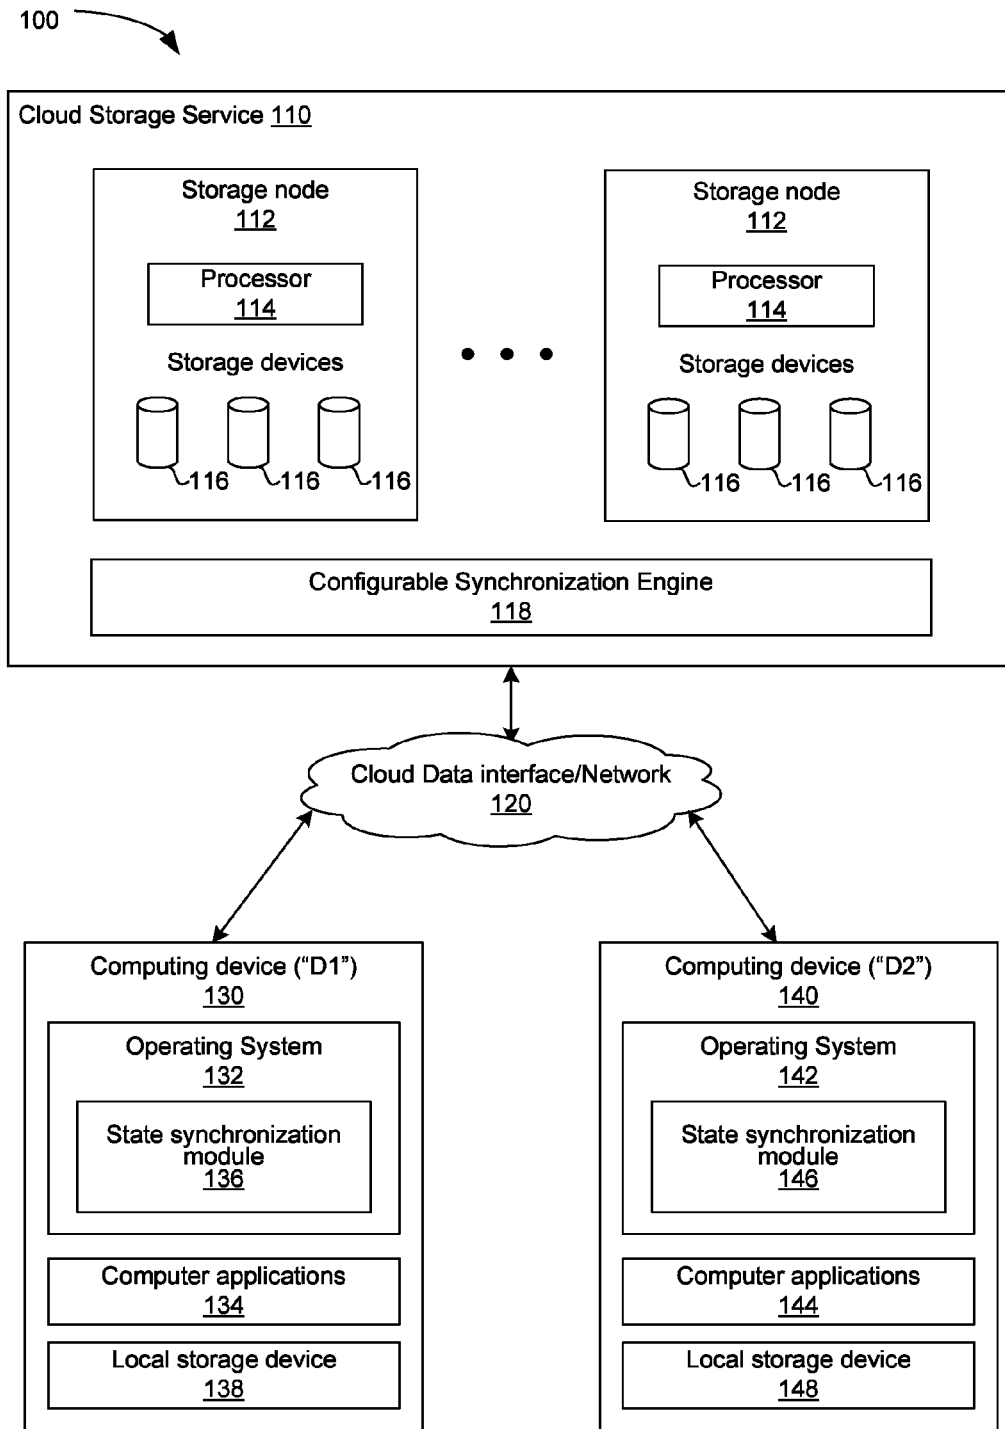 100
Cloud Storage Service 110
Storage node
112
Processor
114
Storage devices
116
116
116
Storage node
112
Processor
114
Storage devices
116
116
116
Configurable Synchronization Engine
118
Cloud Data interface/Network
120
Computing device (“D1”)
130
Operating System
132
State synchronization
module
136
Computer applications
134
Local storage device
138
Computing device (“D2”)
140
Operating System
142
State synchronization
module
146
Computer applications
144
Local storage device
148